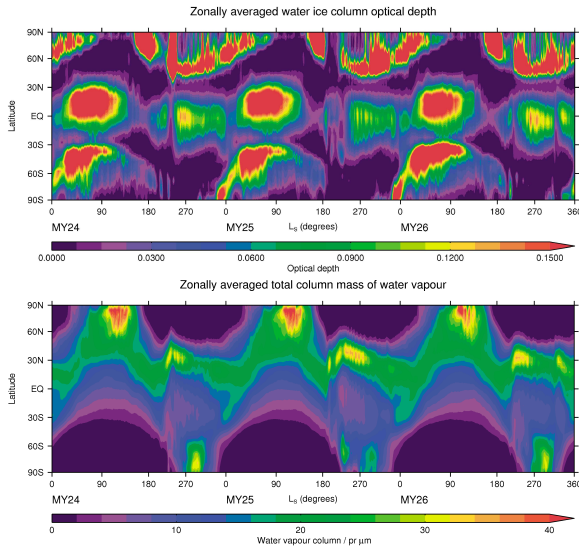 Zonally averaged water ice column optical depth
90N
60N
30N
EQ
30S
60S
90S
Latitude
0 90 180 270 0 90 180 270 0 90 180 270 360
MY24 MY25 Ls (degrees) MY26
0.0000 0.0300 0.0600 0.0900 0.1200 0.1500
Optical depth
Zonally averaged total column mass of water vapour
90N
60N
30N
EQ
30S
60S
90S
Latitude
0 90 180 270 0 90 180 270 0 90 180 270 360
MY24 MY25 Ls (degrees) MY26
0 10 20 30 40
Water vapour column / pr μm